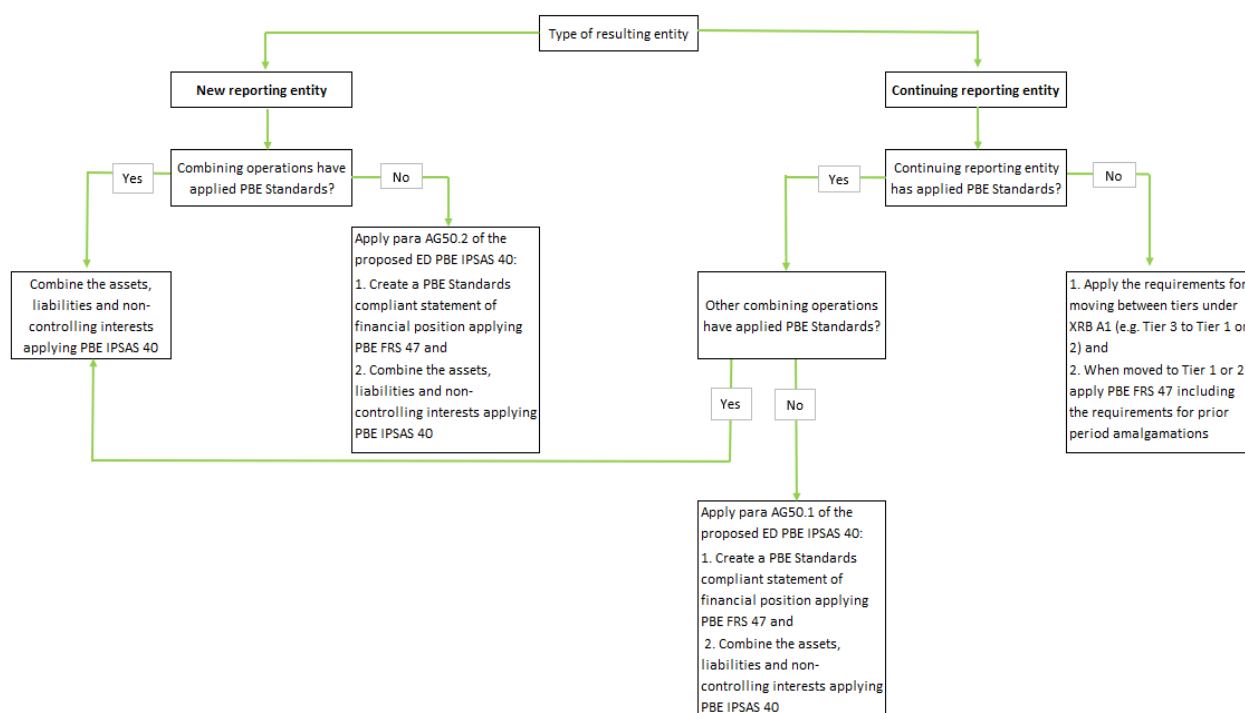 Type of resulting entity
New reporting entity
Continuing reporting entity
Combining operations have
applied PBE Standards?
Yes
No
Continuing reporting entity
has applied PBE Standards?
Yes
No
Apply para AG50.2 of the
proposed ED PBE IPSAS 40:
1. Create a PBE Standards
compliant statement of
financial position applying
PBE FRS 47 and
2. Combine the assets,
liabilities and non-
controlling interests applying
PBE IPSAS 40
Combine the assets,
liabilities and non-
controlling interests
applying PBE IPSAS 40
Other combining operations
have applied PBE Standards?
1. Apply the requirements for
moving between tiers under
XRB A1 (e.g. Tier 3 to Tier 1 or
2) and
2. When moved to Tier 1 or 2
apply PBE FRS 47 including
the requirements for prior
period amalgamations
Yes
No
Apply para AG50.1 of the
proposed ED PBE IPSAS 40:
1. Create a PBE Standards
compliant statement of
financial position applying
PBE FRS 47 and
2. Combine the assets,
liabilities and non-
controlling interests applying
PBE IPSAS 40